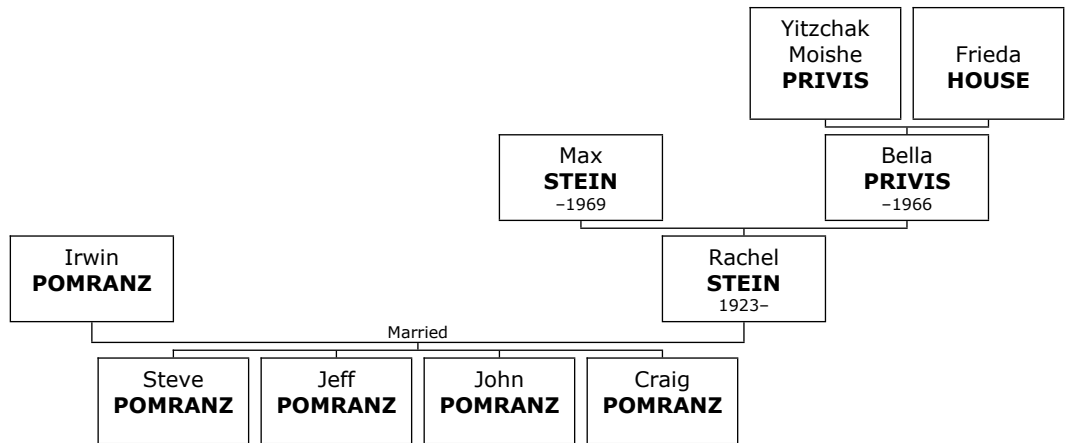 Yitzchak
Moishe
PRIVIS
Frieda
HOUSE
Max
STEIN
–1969
Bella
PRIVIS
–1966
Irwin
POMRANZ
Rachel
STEIN
1923–
Married
Steve
POMRANZ
Jeff
POMRANZ
John
POMRANZ
Craig
POMRANZ